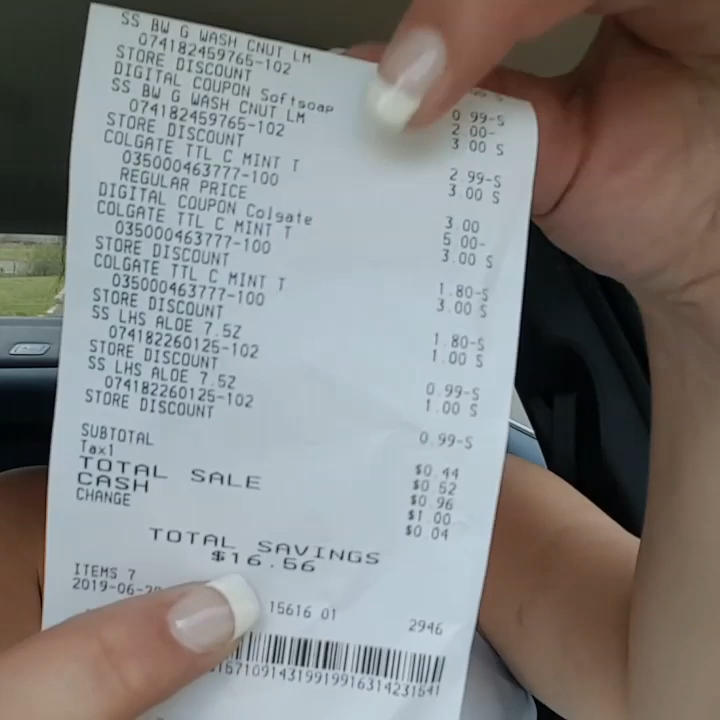 SS BW G WASH CNUT LM
074182459765-102
STORE DISCOUNT 0.99-S
DIGITAL COUPON Softsoap 2.00-
SS BW G WASH CNUT LM 3.00 S
074182459765-102
STORE DISCOUNT 2.99-S
COLGATE TTL C MINT T 3.00 S
035000463777-100
REGULAR PRICE 3.00
DIGITAL COUPON Colgate 5.00-
COLGATE TTL C MINT T 3.00 S
035000463777-100
STORE DISCOUNT 1.80-S
COLGATE TTL C MINT T 3.00 S
035000463777-100
STORE DISCOUNT 1.80-S
SS LHS ALOE 7.5Z 1.00 S
074182260125-102
STORE DISCOUNT 0.99-S
SS LHS ALOE 7.5Z 1.00 S
074182260125-102
STORE DISCOUNT 0.99-S
SUBTOTAL $0.44
Tax1 $0.52
TOTAL SALE $0.96
CASH $1.00
CHANGE $0.04
TOTAL SAVINGS
$16.56
ITEMS 7
2019-06-2 15616 01 2946